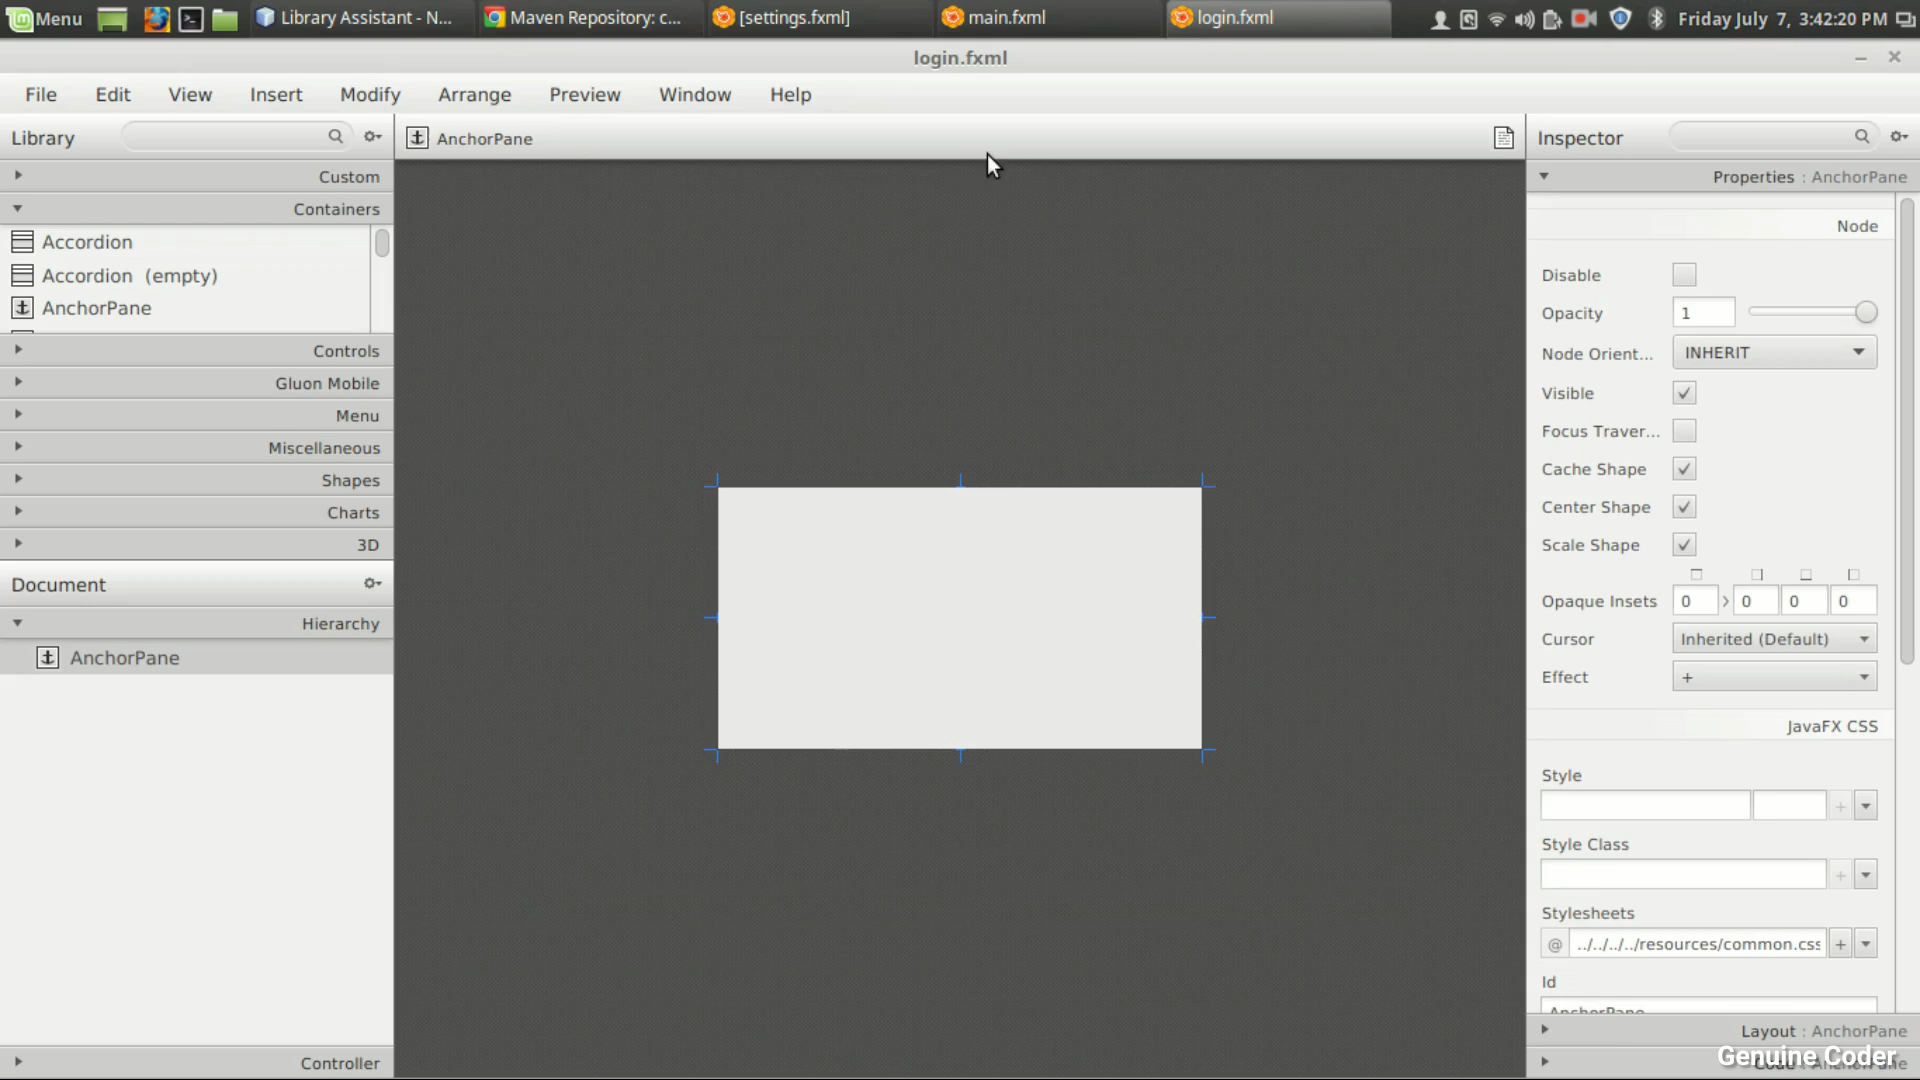 Menu
Library Assistant - N...
Maven Repository: c...
[settings.fxml]
main.fxml
login.fxml
Friday July 7, 3:42:20 PM
login.fxml
File Edit View Insert Modify Arrange Preview Window Help
Library
AnchorPane
Inspector
Custom
Containers
Accordion
Accordion (empty)
AnchorPane
Controls
Gluon Mobile
Menu
Miscellaneous
Shapes
Charts
3D
Document
Hierarchy
AnchorPane
Controller
Properties : AnchorPane
Node
Disable
Opacity 1
Node Orient... INHERIT
Visible
Focus Traver...
Cache Shape
Center Shape
Scale Shape
Opaque Insets 0 > 0 0 0
Cursor Inherited (Default)
Effect +
JavaFX CSS
Style
+
Style Class
+
Stylesheets
@ ../../../../resources/common.css +
Id
AnchorPane
Layout : AnchorPane
Code : AnchorPane
Genuine Coder